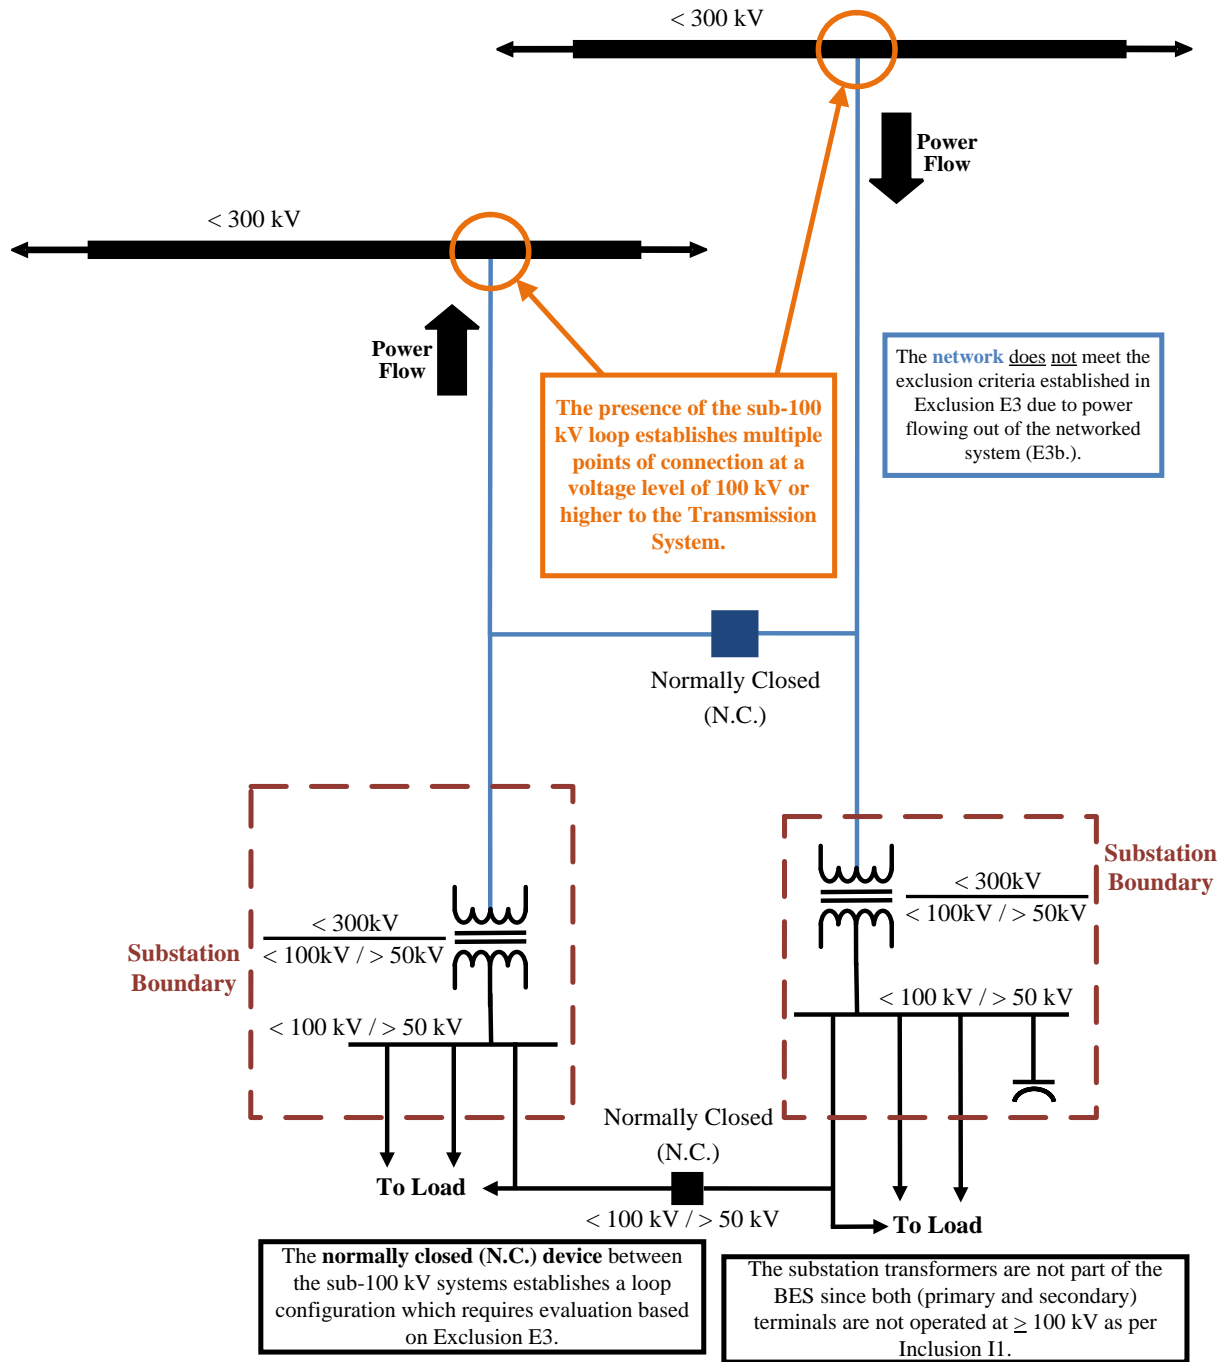 < 300 kV
Power
Flow
< 300 kV
Power
Flow
The network does not meet the
exclusion criteria established in
Exclusion E3 due to power
flowing out of the networked
system (E3b.).
The presence of the sub-100
kV loop establishes multiple
points of connection at a
voltage level of 100 kV or
higher to the Transmission
System.
Normally Closed
(N.C.)
Substation
Boundary
< 300kV
< 100kV / > 50kV
< 300kV
< 100kV / > 50kV
Substation
Boundary
< 100 kV / > 50 kV
< 100 kV / > 50 kV
Normally Closed
(N.C.)
To Load
< 100 kV / > 50 kV
To Load
The normally closed (N.C.) device between
the sub-100 kV systems establishes a loop
configuration which requires evaluation based
on Exclusion E3.
The substation transformers are not part of the
BES since both (primary and secondary)
terminals are not operated at > 100 kV as per
Inclusion I1.